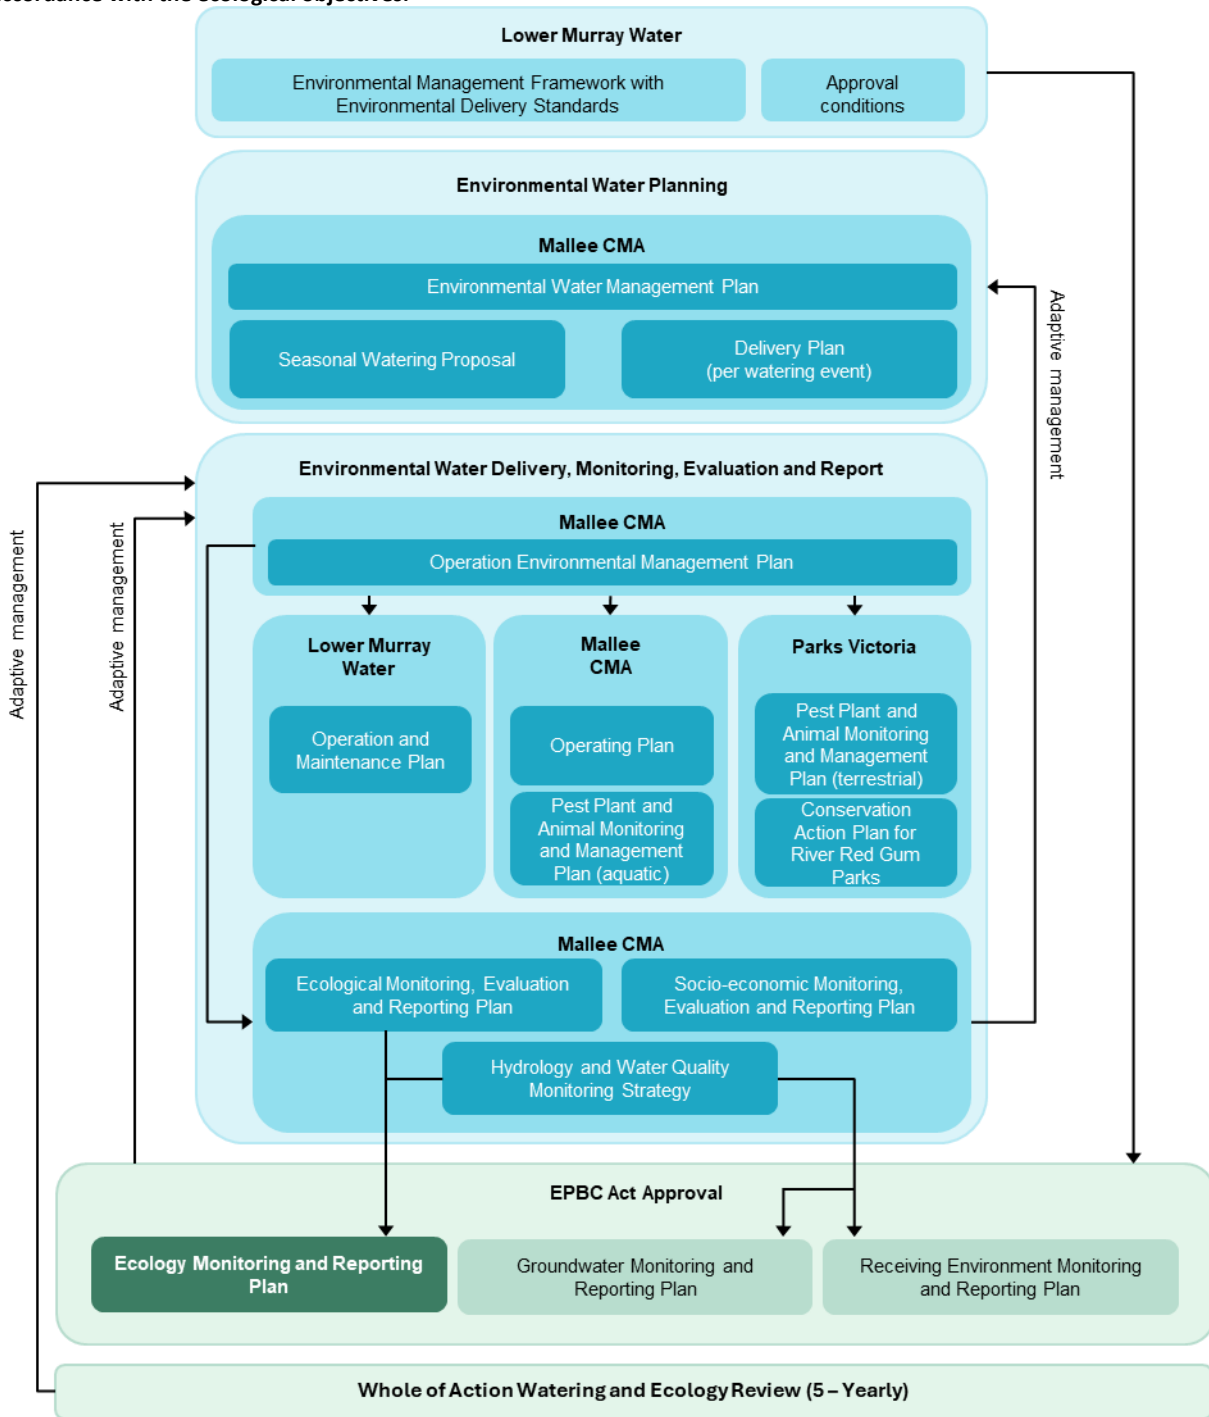 accordance with the ecological objectives.
Lower Murray Water
Environmental Management Framework with
Environmental Delivery Standards
Approval
conditions
Environmental Water Planning
Mallee CMA
Environmental Water Management Plan
Seasonal Watering Proposal
Delivery Plan
(per watering event)
Adaptive management
Environmental Water Delivery, Monitoring, Evaluation and Report
Mallee CMA
Operation Environmental Management Plan
Adaptive management
Adaptive management
Lower Murray
Water
Operation and
Maintenance Plan
Mallee
CMA
Operating Plan
Pest Plant and
Animal Monitoring
and Management
Plan (aquatic)
Parks Victoria
Pest Plant and
Animal Monitoring
and Management
Plan (terrestrial)
Conservation
Action Plan for
River Red Gum
Parks
Mallee CMA
Ecological Monitoring, Evaluation
and Reporting Plan
Socio-economic Monitoring,
Evaluation and Reporting Plan
Hydrology and Water Quality
Monitoring Strategy
EPBC Act Approval
Ecology Monitoring and Reporting
Plan
Groundwater Monitoring and
Reporting Plan
Receiving Environment Monitoring
and Reporting Plan
Whole of Action Watering and Ecology Review (5 – Yearly)